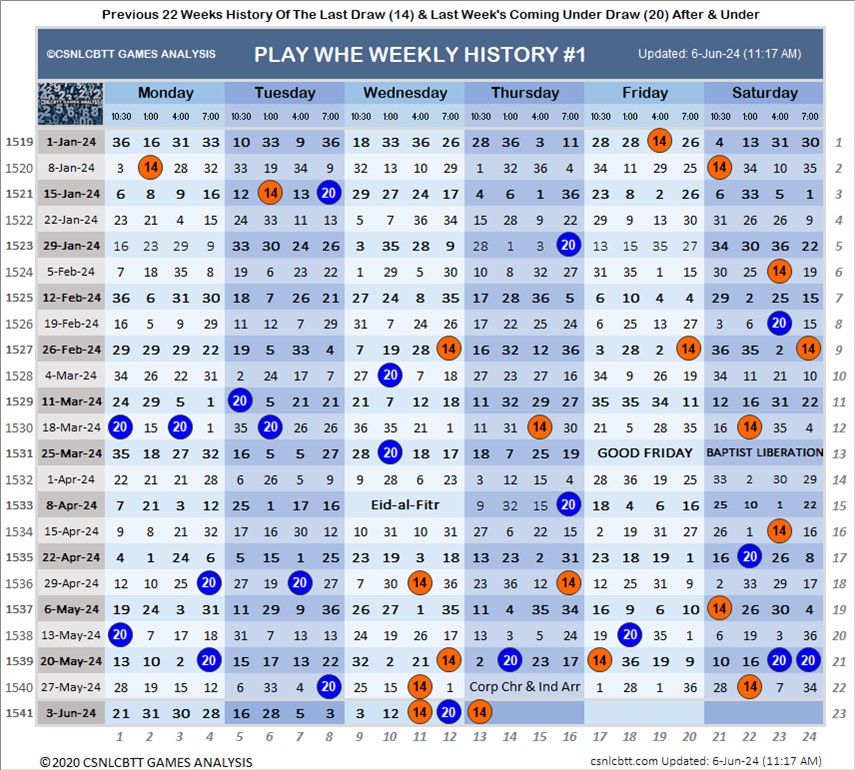 Previous 22 Weeks History Of The Last Draw (14) & Last Week's Coming Under Draw (20) After & Under
©CSNLCBTT GAMES ANALYSIS PLAY WHE WEEKLY HISTORY #1 Updated: 6-Jun-24 (11:17 AM)
Monday Tuesday Wednesday Thursday Friday Saturday
CSNLCBTT GAMES ANALYSIS
10:30 1:00 4:00 7:00 10:30 1:00 4:00 7:00 10:30 1:00 4:00 7:00 10:30 1:00 4:00 7:00 10:30 1:00 4:00 7:00 10:30 1:00 4:00 7:00
1519 1-Jan-24 36 16 31 33 10 33 9 36 18 33 36 26 28 36 3 11 28 28 14 26 4 13 31 30 1
1520 8-Jan-24 3 14 28 32 33 19 34 5 32 13 10 29 1 32 36 4 34 11 29 25 14 34 10 35 2
1521 15-Jan-24 6 8 9 16 12 14 13 20 29 27 24 17 4 6 1 36 23 8 2 26 6 33 5 1 3
1522 22-Jan-24 23 21 4 15 24 33 11 13 5 7 36 34 15 28 9 22 29 9 13 30 31 26 26 9 4
1523 29-Jan-24 16 23 29 9 33 30 24 26 3 35 28 9 28 1 3 20 13 15 35 27 34 30 36 22 5
1524 5-Feb-24 7 18 35 8 19 6 23 22 1 29 5 30 10 8 32 27 31 35 1 15 30 25 14 19 6
1525 12-Feb-24 36 6 31 30 18 7 26 21 27 24 8 35 17 28 36 5 6 10 4 4 29 2 25 15 7
1526 19-Feb-24 16 5 9 29 11 12 7 29 31 7 24 26 17 22 25 24 6 25 13 27 3 6 20 15 8
1527 26-Feb-24 29 29 29 22 19 5 33 4 7 19 28 14 16 32 12 36 3 28 2 14 36 35 2 14 9
1528 4-Mar-24 34 26 22 31 2 24 17 7 27 20 7 18 27 23 27 16 34 9 26 19 34 11 21 10 10
1529 11-Mar-24 24 29 5 1 20 5 21 21 21 7 12 18 11 32 29 27 35 35 34 11 12 16 31 22 11
1530 18-Mar-24 20 15 20 1 35 20 26 26 36 35 21 1 11 31 14 30 21 5 28 35 16 14 35 4 12
1531 25-Mar-24 35 18 27 32 16 5 5 27 28 20 18 17 18 7 25 19 GOOD FRIDAY BAPTIST LIBERATION 13
1532 1-Apr-24 22 21 21 28 6 26 5 9 9 28 6 23 3 12 15 4 28 36 19 25 33 2 30 29 14
1533 8-Apr-24 7 21 3 12 25 1 17 16 Eid-al-Fitr 9 32 15 20 18 4 6 16 25 10 1 22 15
1534 15-Apr-24 9 8 21 32 17 16 30 12 10 31 10 31 27 6 22 15 2 19 31 27 26 1 14 16 16
1535 22-Apr-24 4 1 24 6 5 15 1 25 23 19 3 18 13 23 2 31 23 18 19 1 16 20 26 8 17
1536 29-Apr-24 12 10 25 20 27 19 20 27 7 30 14 36 23 36 12 14 12 25 31 9 2 33 29 17 18
1537 6-May-24 19 24 3 31 11 29 9 36 26 27 1 35 11 4 35 34 16 9 6 10 14 26 30 4 19
1538 13-May-24 20 7 17 18 31 7 13 13 24 19 26 17 13 3 5 24 19 20 35 1 6 19 3 36 20
1539 20-May-24 13 10 2 20 15 17 13 22 32 2 21 14 2 20 23 17 14 36 19 9 10 16 20 20 21
1540 27-May-24 28 19 15 12 6 33 4 20 25 15 14 1 Corp Chr & Ind Arr 1 28 1 36 28 14 7 34 22
1541 3-Jun-24 21 31 30 28 16 28 5 3 3 12 14 20 14 23
1 2 3 4 5 6 7 8 9 10 11 12 13 14 15 16 17 18 19 20 21 22 23 24
©2020 CSNLCBTT GAMES ANALYSIS csnlcbtt.com Updated: 6-Jun-24 (11:17 AM)